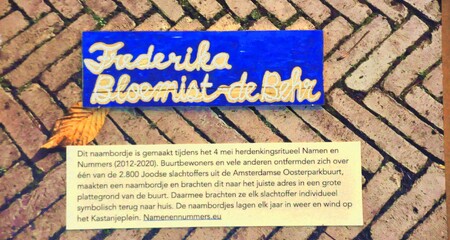 Frederika
Bloemist-de Behr
Dit naambordje is gemaakt tijdens het 4 mei herdenkingsritueel Namen en
Nummers (2012-2020). Buurtbewoners en vele anderen ontfermden zich over
één van de 2.800 Joodse slachtoffers uit de Amsterdamse Oosterparkbuurt,
maakten een naambordje en brachten dit naar het juiste adres in een grote
plattegrond van de buurt. Daarmee brachten ze elk slachtoffer individueel
symbolisch terug naar huis. De naambordjes lagen elk jaar in weer en wind op
het Kastanjeplein. Namenennummers.eu